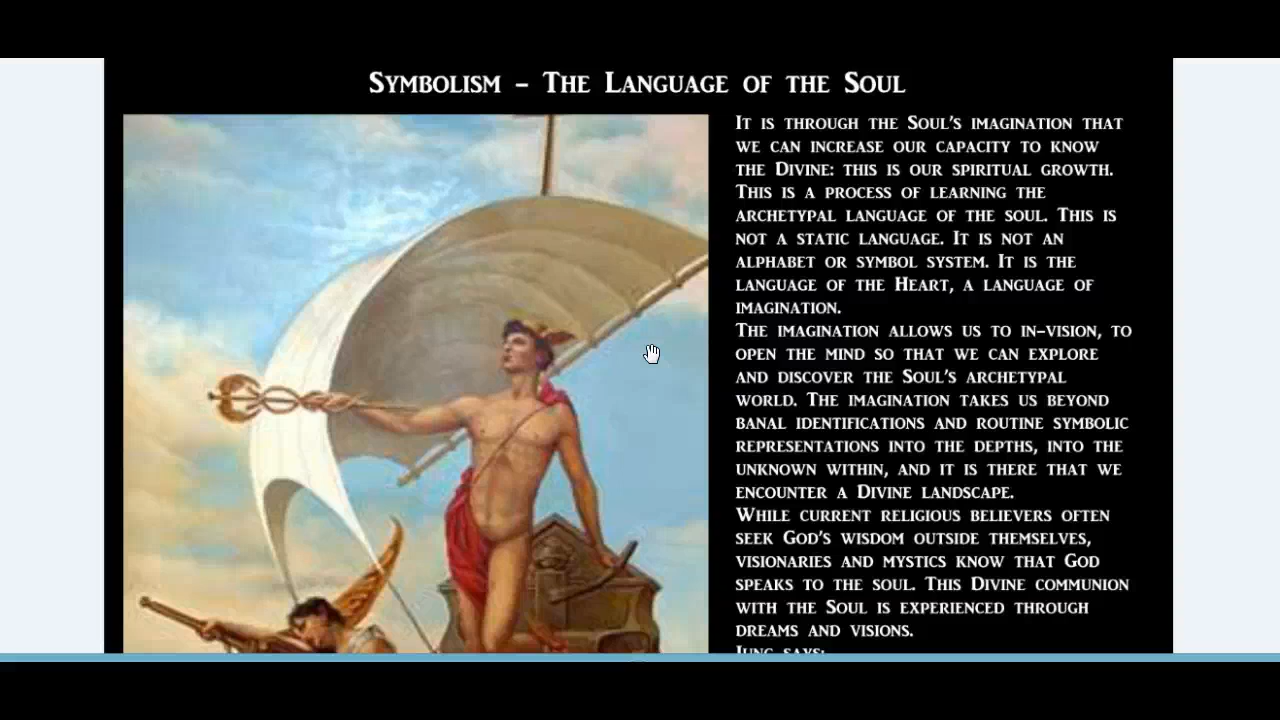 Symbolism - The Language of the Soul
It is through the Soul's imagination that
we can increase our capacity to know
the Divine: this is our spiritual growth.
This is a process of learning the
archetypal language of the soul. This is
not a static language. It is not an
alphabet or symbol system. It is the
language of the Heart, a language of
imagination.
The imagination allows us to in-vision, to
open the mind so that we can explore
and discover the Soul's archetypal
world. The imagination takes us beyond
banal identifications and routine symbolic
representations into the depths, into the
unknown within, and it is there that we
encounter a Divine landscape.
While current religious believers often
seek God's wisdom outside themselves,
visionaries and mystics know that God
speaks to the soul. This Divine communion
with the Soul is experienced through
dreams and visions.
Jung says: